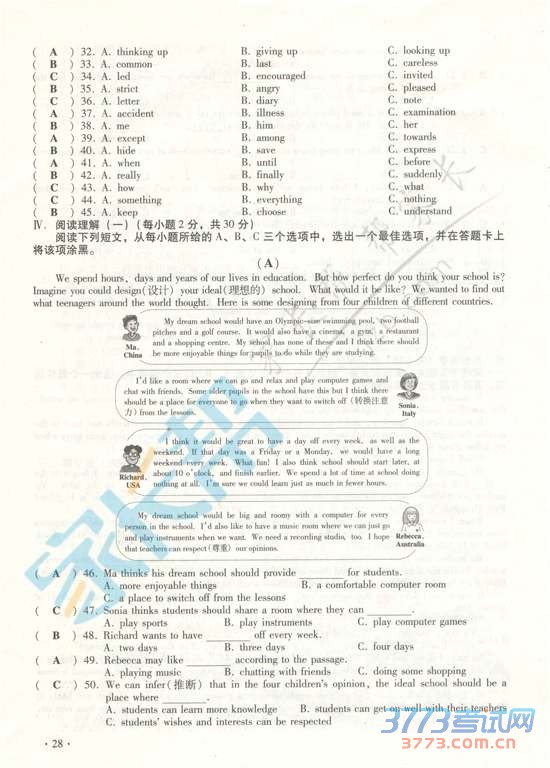 ( A ) 32. A. thinking up B. giving up C. looking up
( B ) 33. A. common B. last C. careless
( C ) 34. A. led B. encouraged C. invited
( B ) 35. A. strict B. angry C. pleased
( C ) 36. A. letter B. diary C. note
( A ) 37. A. accident B. illness C. examination
( B ) 38. A. me B. him C. her
( A ) 39. A. except B. among C. towards
( B ) 40. A. hide B. save C. express
( A ) 41. A. when B. until C. before
( B ) 42. A. really B. finally C. suddenly
( C ) 43. A. how B. why C. what
( C ) 44. A. something B. everything C. nothing
( B ) 45. A. keep B. choose C. understand
Ⅳ. 阅读理解(一)(每小题2分,共30分)
阅读下列短文,从每小题所给的A、B、C三个选项中,选出一个最佳选项,并在答题卡上
将该项涂黑。
(A)
We spend hours, days and years of our lives in education. But how perfect do you think your school is?
Imagine you could design(设计) your ideal(理想的) school. What would it be like? We wanted to find out
what teenagers around the world thought. Here is some designing from four children of different countries.
Ma,
China
My dream school would have an Olympic-size swimming pool, two football
pitches and a golf course. It would also have a cinema, a gym, a restaurant
and a shopping centre. My school has none of these and I think there should
be more enjoyable things for pupils to do while they are studying.
I'd like a room where we can go and relax and play computer games and
chat with friends. Some older pupils in the school have this but I think there
should be a place for everyone to go when they want to switch off (转换注意
力) from the lessons.
Sonia,
Italy
Richard,
USA
I think it would be great to have a day off every week, as well as the
weekend. If that day was a Friday or a Monday, we would have a long
weekend every week. What fun! I also think school should start later, at
about 10 o'clock, and finish earlier. We spend a lot of time at school doing
nothing at all. I'm sure we could learn just as much in fewer hours.
My dream school would be big and roomy with a computer for every
person in the school. I'd also like to have a music room where we can just go
and play instruments when we want. We need a recording studio, too. I hope
that teachers can respect(尊重) our opinions.
Rebecca,
Australia
( A ) 46. Ma thinks his dream school should provide ______ for students.
A. more enjoyable things B. a comfortable computer room
C. a place to switch off from the lessons
( C ) 47. Sonia thinks students should share a room where they can ______.
A. play sports B. play instruments C. play computer games
( B ) 48. Richard wants to have ______ off every week.
A. two days B. three days C. four days
( A ) 49. Rebecca may like ______ according to the passage.
A. playing music B. chatting with friends C. doing some shopping
( C ) 50. We can infer(推断) that in the four children's opinion, the ideal school should be a
place where ______.
A. students can learn more knowledge B. students can get on well with their teachers
C. students' wishes and interests can be respected
· 28 ·
家长帮
3773考试网
3773.com.cn